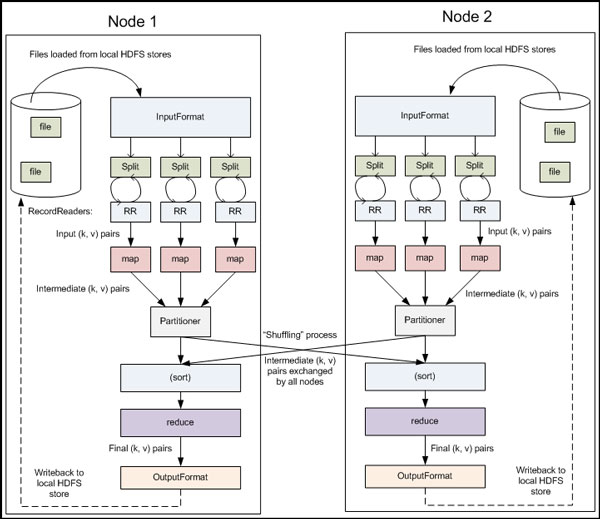 Node 1
Files loaded from local HDFS stores
file
file
InputFormat
Split
Split
Split
RecordReaders:
RR
RR
RR
Input (k, v) pairs
map
map
map
Intermediate (k, v) pairs
Partitioner
(sort)
reduce
Final (k, v) pairs
Writeback to
local HDFS
store
OutputFormat
"Shuffling" process
Intermediate (k, v)
pairs exchanged
by all nodes
Node 2
Files loaded from local HDFS stores
InputFormat
file
file
Split
Split
Split
RR
RR
RR
Input (k, v) pairs
map
map
map
Intermediate (k, v) pairs
Partitioner
(sort)
reduce
Final (k, v) pairs
Writeback to
local HDFS
store
OutputFormat